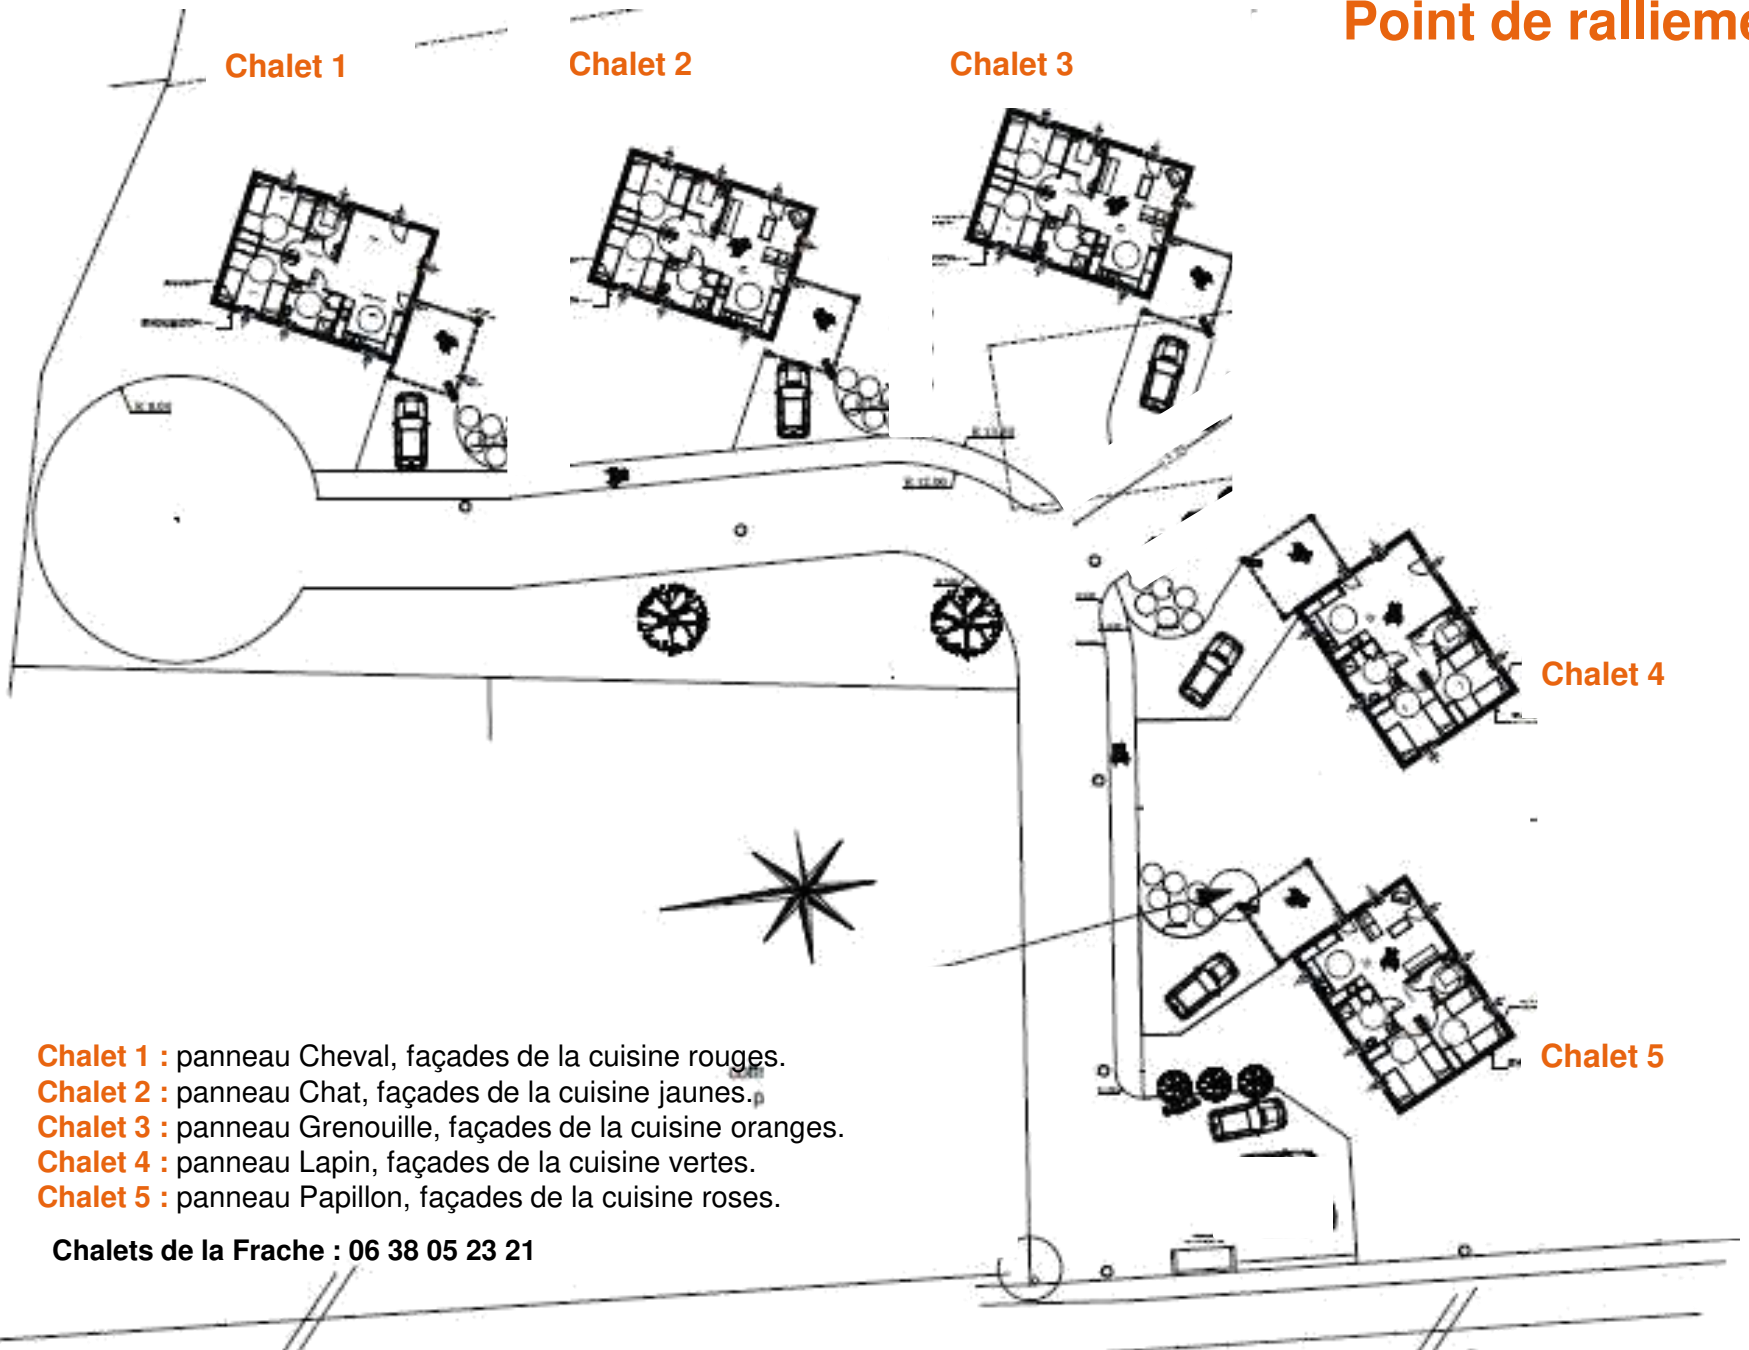 Point de rallieme
Chalet 1
Chalet 2
Chalet 3
R 12.00
Chalet 4
Chalet 5
Chalet 1 : panneau Cheval, façades de la cuisine rouges.
Chalet 2 : panneau Chat, façades de la cuisine jaunes.
Chalet 3 : panneau Grenouille, façades de la cuisine oranges.
Chalet 4 : panneau Lapin, façades de la cuisine vertes.
Chalet 5 : panneau Papillon, façades de la cuisine roses.
Chalets de la Frache : 06 38 05 23 21